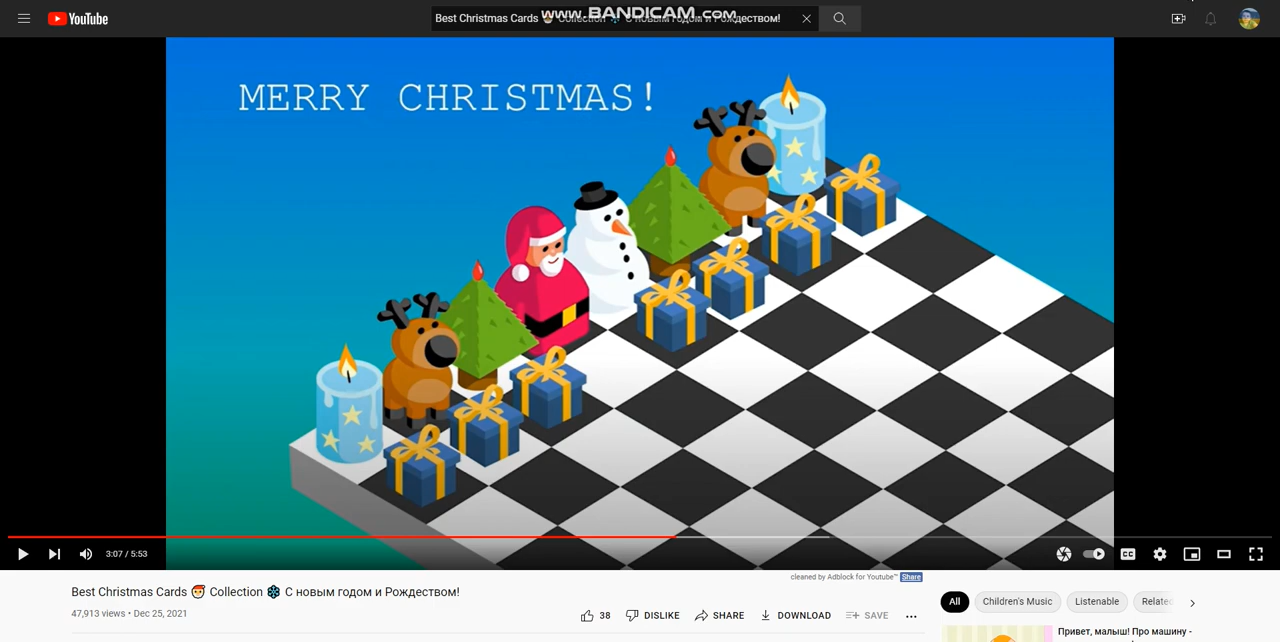 YouTube
www.BANDICAM.com
Best Christmas Cards 🎅 Collection ❄ С новым годом и Рождеством!
MERRY CHRISTMAS!
3:07 / 5:53
cleaned by Adblock for Youtube™ Share
Best Christmas Cards 🎅 Collection ❄ С новым годом и Рождеством!
47,913 views • Dec 25, 2021
38 DISLIKE SHARE DOWNLOAD SAVE
All Children's Music Listenable Related
Привет, малыш! Про машину -